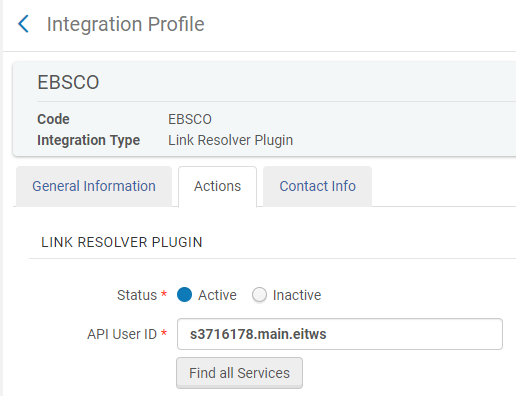 Integration Profile
EBSCO
Code EBSCO
Integration Type Link Resolver Plugin
General Information Actions Contact Info
LINK RESOLVER PLUGIN
Status * Active Inactive
API User ID * s3716178.main.eitws
Find all Services